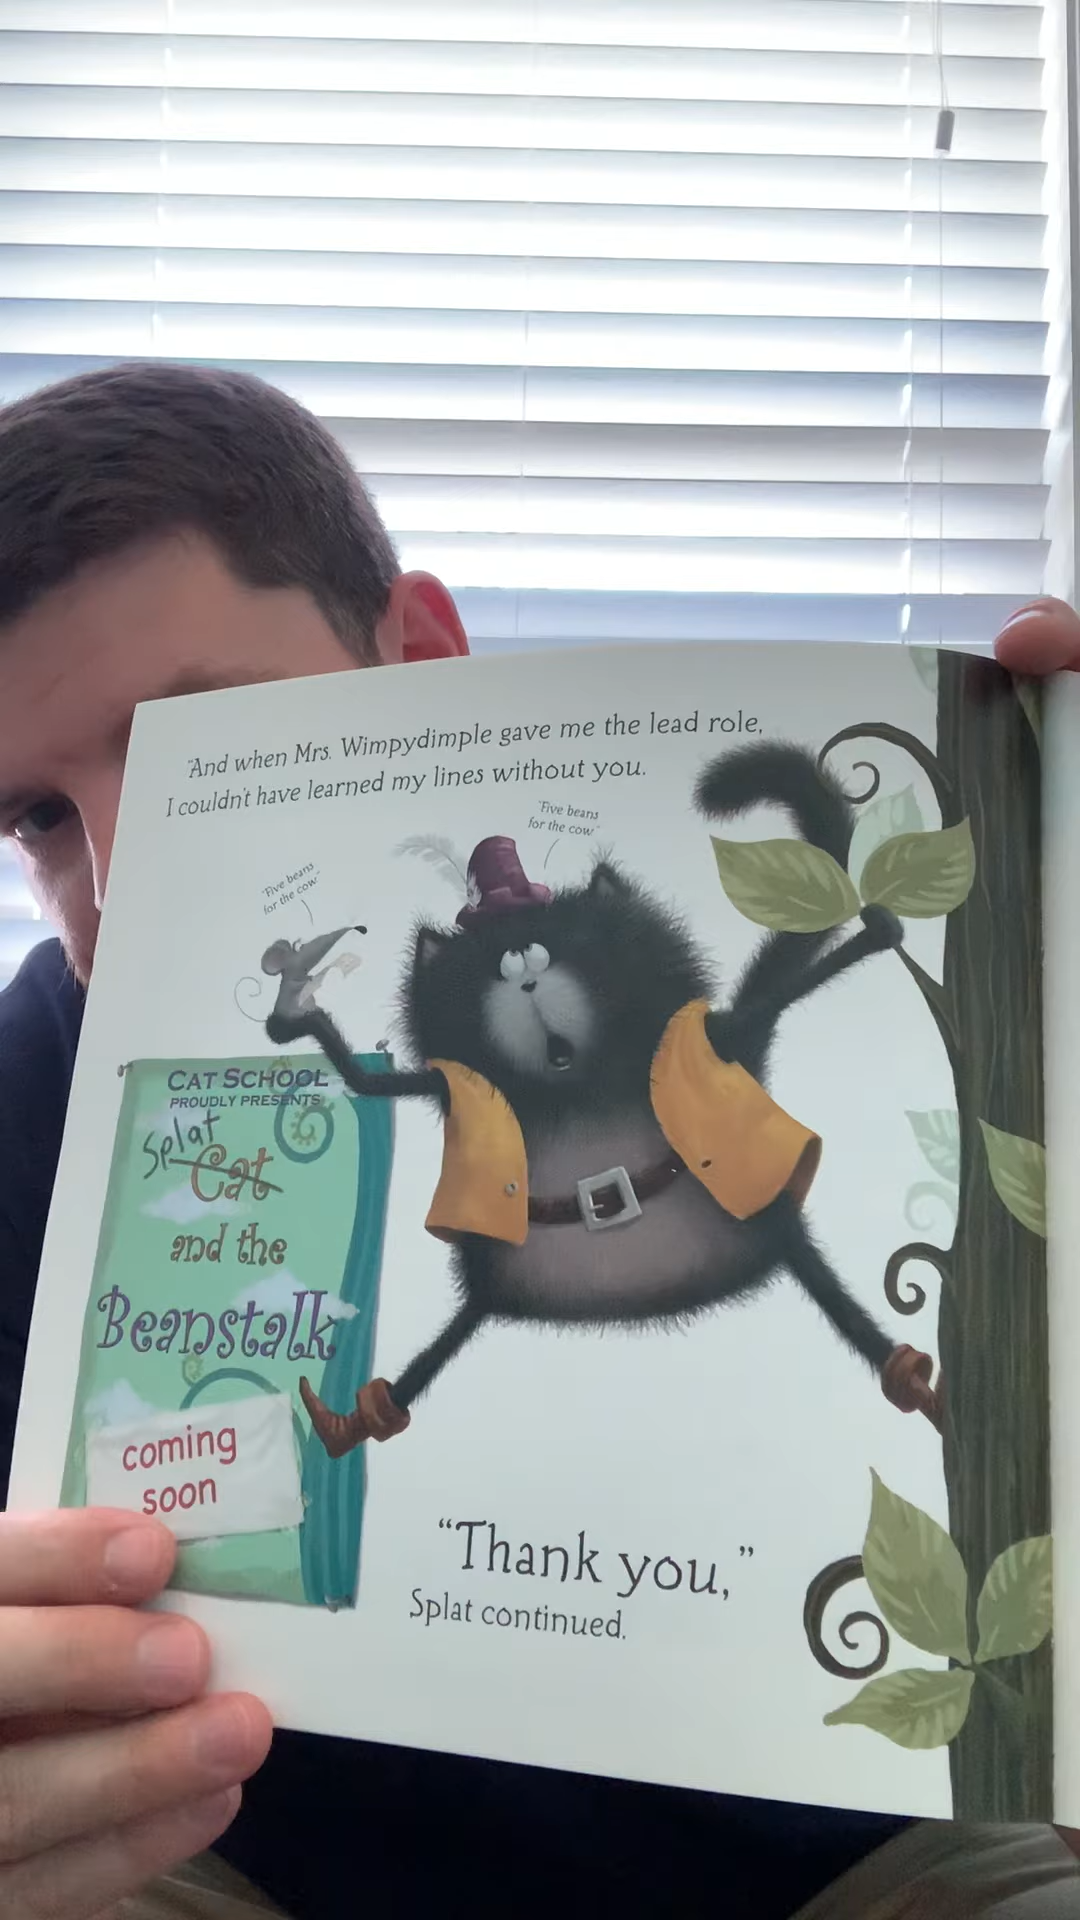 "And when Mrs. Wimpydimple gave me the lead role,
I couldn't have learned my lines without you.
"Five beans
for the cow"
"Five beans
for the cow"
CAT SCHOOL
PROUDLY PRESENTS
Splat
Cat
and the
Beanstalk
coming
soon
"Thank you,"
Splat continued.